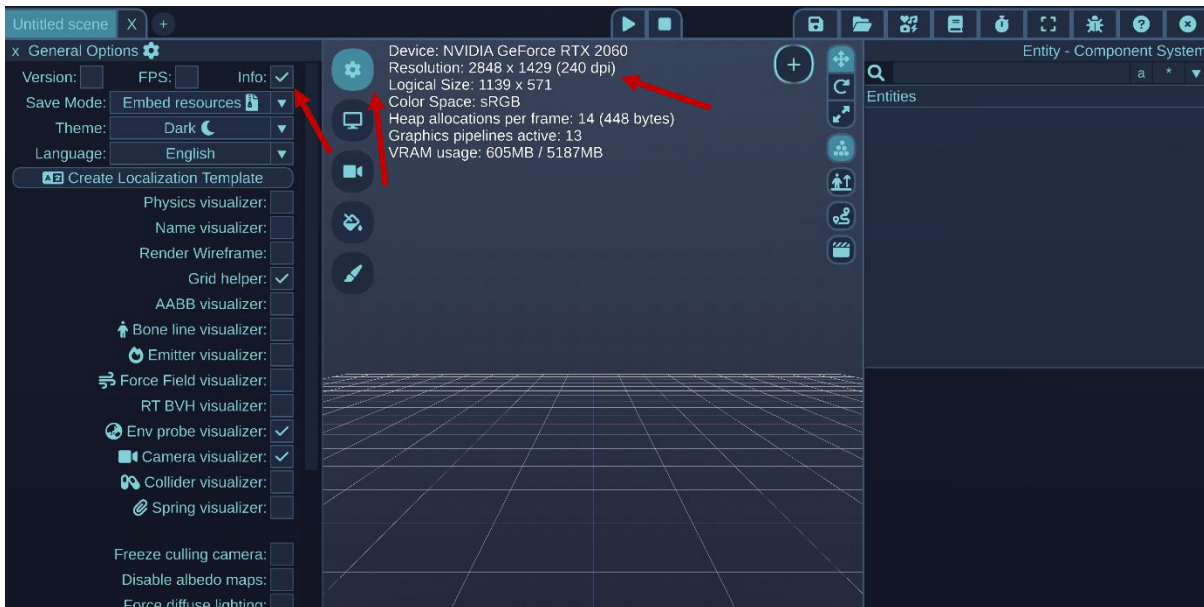 Untitled scene X +
x General Options
Version: FPS: Info:
Save Mode: Embed resources
Theme: Dark
Language: English
Create Localization Template
Physics visualizer:
Name visualizer:
Render Wireframe:
Grid helper:
AABB visualizer:
Bone line visualizer:
Emitter visualizer:
Force Field visualizer:
RT BVH visualizer:
Env probe visualizer:
Camera visualizer:
Collider visualizer:
Spring visualizer:
Freeze culling camera:
Disable albedo maps:
Force diffuse lighting:
Device: NVIDIA GeForce RTX 2060
Resolution: 2848 x 1429 (240 dpi)
Logical Size: 1139 x 571
Color Space: sRGB
Heap allocations per frame: 14 (448 bytes)
Graphics pipelines active: 13
VRAM usage: 605MB / 5187MB
Entity - Component System
a *
Entities